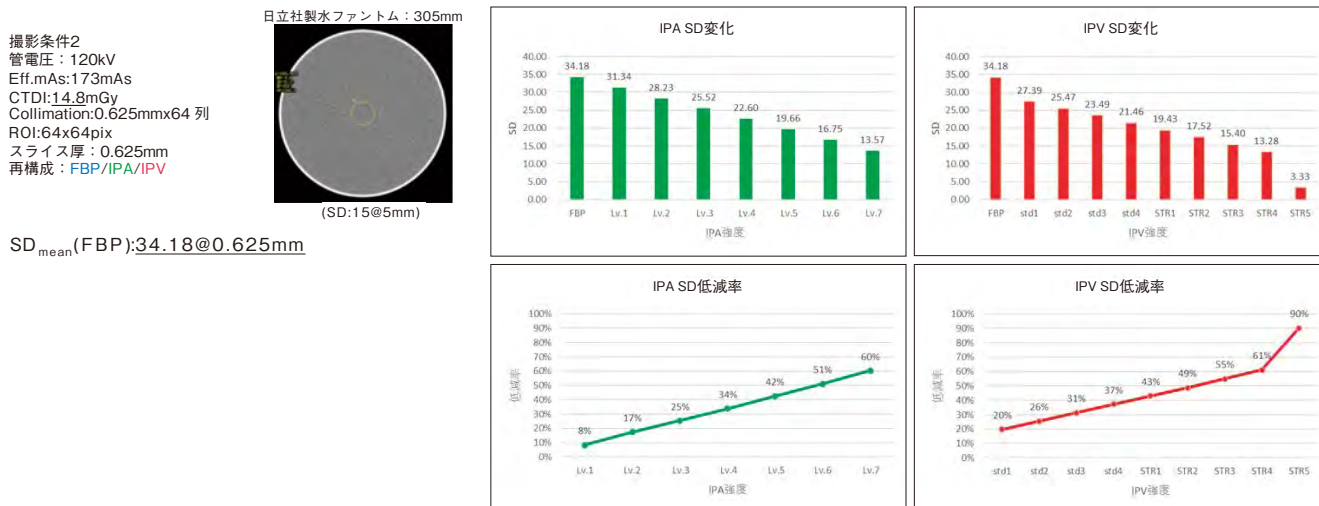 撮影条件2
管電圧：120kV
Eff.mAs:173mAs
CTDI:14.8mGy
Collimation:0.625mmx64 列
ROI:64x64pix
スライス厚：0.625mm
再構成：FBP/IPA/IPV
SDmean(FBP):34.18@0.625mm
日立社製水ファントム：305mm
(SD:15@5mm)
IPA SD変化
SD
40.00
35.00
30.00
25.00
20.00
15.00
10.00
5.00
0.00
34.18 31.34 28.23 25.52 22.60 19.66 16.75 13.57
FBP Lv.1 Lv.2 Lv.3 Lv.4 Lv.5 Lv.6 Lv.7
IPA強度
IPV SD変化
SD
40.00
35.00
30.00
25.00
20.00
15.00
10.00
5.00
0.00
34.18 27.39 25.47 23.49 21.46 19.43 17.52 15.40 13.28 3.33
FBP std1 std2 std3 std4 STR1 STR2 STR3 STR4 STR5
IPV強度
IPA SD低減率
低減率
100%
90%
80%
70%
60%
50%
40%
30%
20%
10%
0%
8% 17% 25% 34% 42% 51% 60%
Lv.1 Lv.2 Lv.3 Lv.4 Lv.5 Lv.6 Lv.7
IPA強度
IPV SD低減率
低減率
100%
90%
80%
70%
60%
50%
40%
30%
20%
10%
0%
20% 26% 31% 37% 43% 49% 55% 61% 90%
std1 std2 std3 std4 STR1 STR2 STR3 STR4 STR5
IPV強度